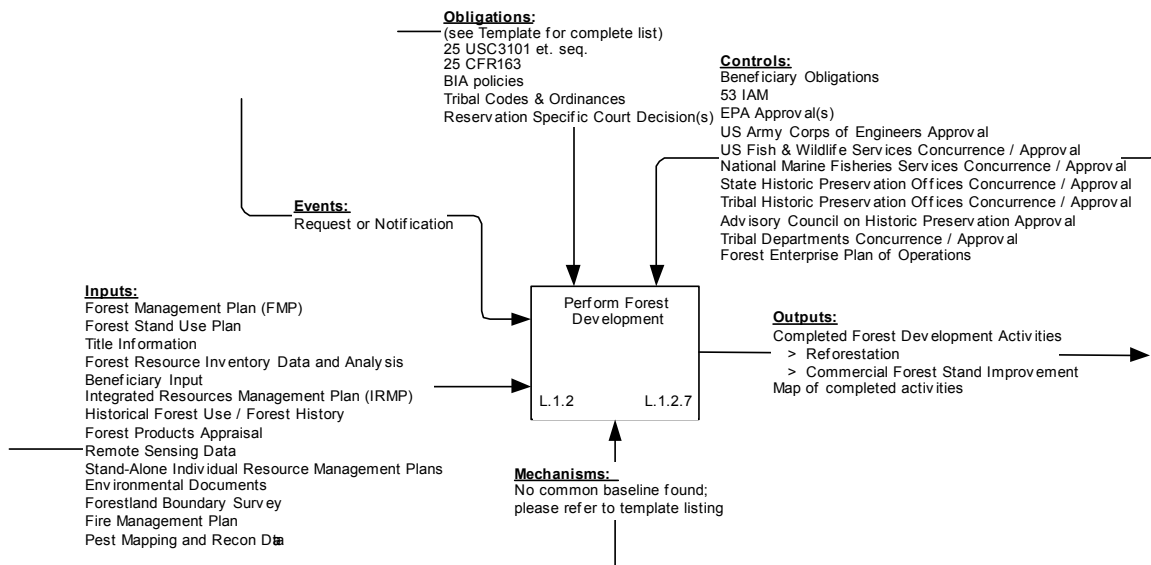 Obligations:
(see Template for complete list)
25 USC3101 et. seq.
25 CFR163
BIA policies
Tribal Codes & Ordinances
Reservation Specific Court Decision(s)
Controls:
Beneficiary Obligations
53 IAM
EPA Approval(s)
US Army Corps of Engineers Approval
US Fish & Wildlife Services Concurrence / Approval
National Marine Fisheries Services Concurrence / Approval
State Historic Preservation Offices Concurrence / Approval
Tribal Historic Preservation Offices Concurrence / Approval
Advisory Council on Historic Preservation Approval
Tribal Departments Concurrence / Approval
Forest Enterprise Plan of Operations
Events:
Request or Notification
Inputs:
Forest Management Plan (FMP)
Forest Stand Use Plan
Title Information
Forest Resource Inventory Data and Analysis
Beneficiary Input
Integrated Resources Management Plan (IRMP)
Historical Forest Use / Forest History
Forest Products Appraisal
Remote Sensing Data
Stand-Alone Individual Resource Management Plans
Environmental Documents
Forestland Boundary Survey
Fire Management Plan
Pest Mapping and Recon Data
Perform Forest
Development
L.1.2
L.1.2.7
Outputs:
Completed Forest Development Activities
> Reforestation
> Commercial Forest Stand Improvement
Map of completed activities
Mechanisms:
No common baseline found;
please refer to template listing